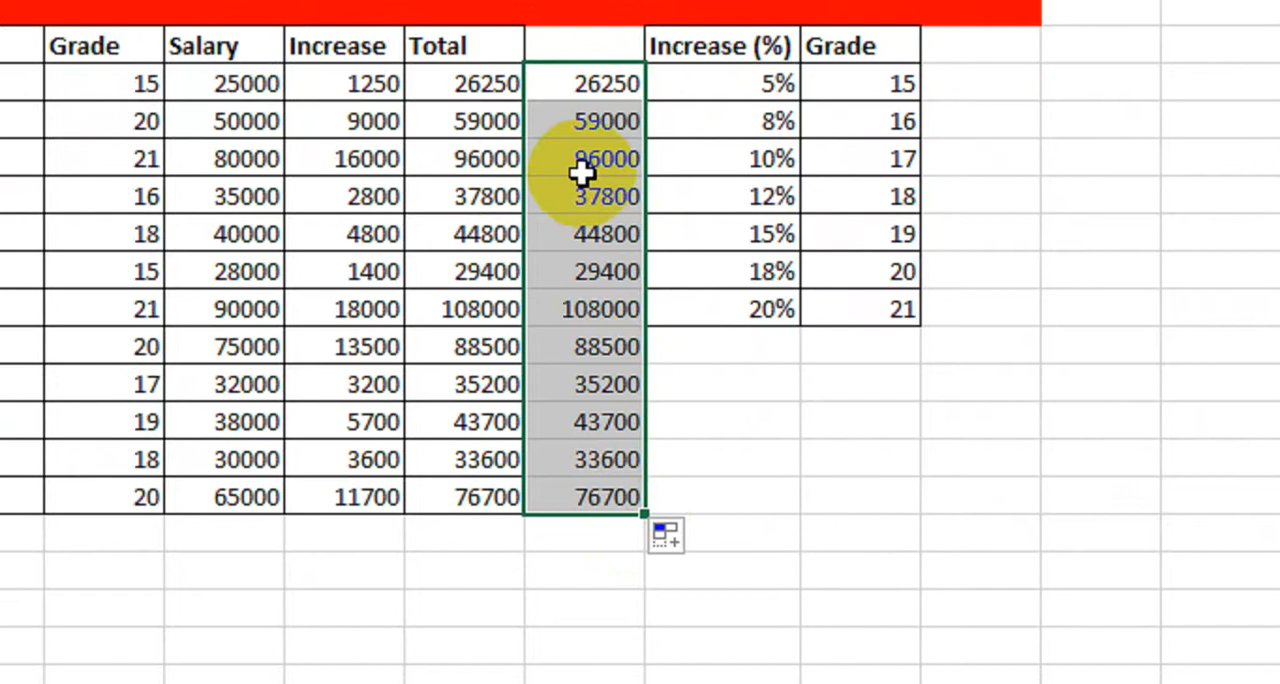 Grade Salary Increase Total Increase (%) Grade
15 25000 1250 26250 26250 5% 15
20 50000 9000 59000 59000 8% 16
21 80000 16000 96000 96000 10% 17
16 35000 2800 37800 37800 12% 18
18 40000 4800 44800 44800 15% 19
15 28000 1400 29400 29400 18% 20
21 90000 18000 108000 108000 20% 21
20 75000 13500 88500 88500
17 32000 3200 35200 35200
19 38000 5700 43700 43700
18 30000 3600 33600 33600
20 65000 11700 76700 76700